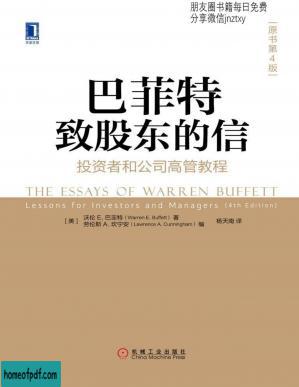 朋友圈书籍每日免费
分享微信jnztxy
华章经管
原书第4版
巴菲特
致股东的信
投资者和公司高管教程
THE ESSAYS OF WARREN BUFFETT
Lessons for Investors and Managers (4th Edition)
[美] 沃伦 E. 巴菲特(Warren E. Buffett) 著
劳伦斯 A. 坎宁安(Lawrence A. Cunningham) 编
杨天南 译
机械工业出版社
China Machine Press
homeofpdf.com